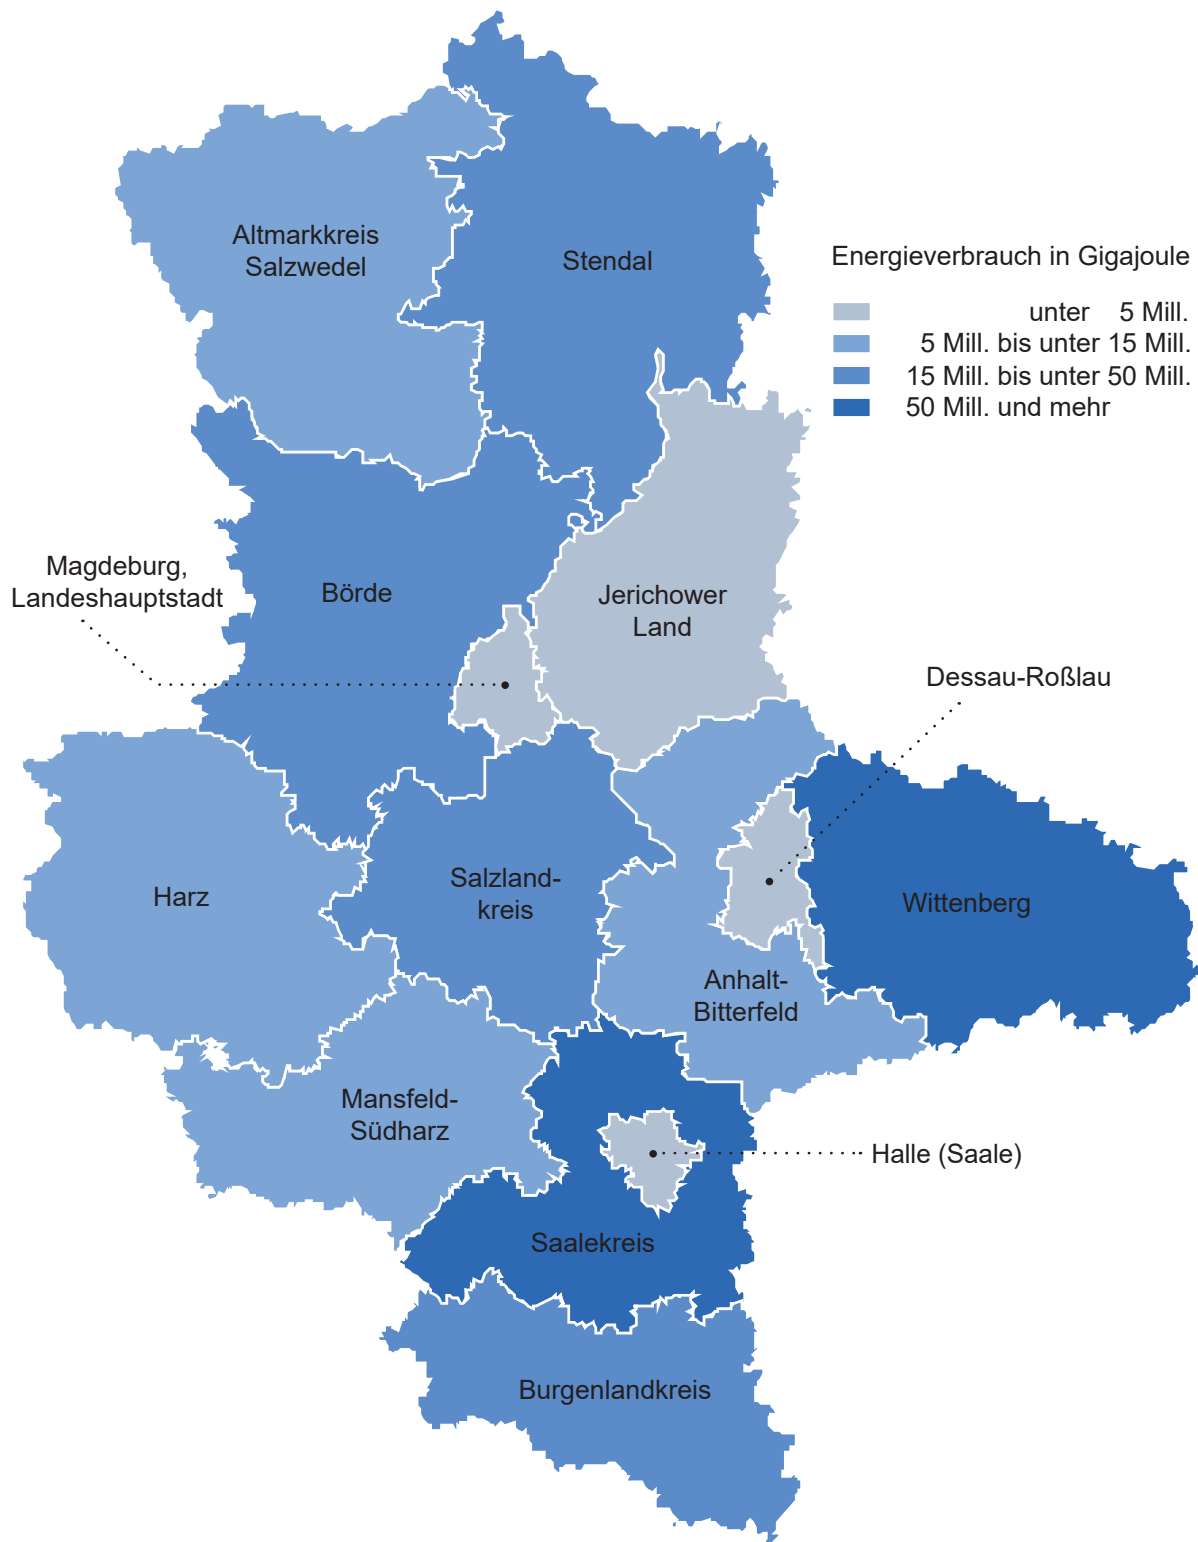 Altmarkkreis
Salzwedel
Stendal
Energieverbrauch in Gigajoule
unter 5 Mill.
5 Mill. bis unter 15 Mill.
15 Mill. bis unter 50 Mill.
50 Mill. und mehr
Magdeburg,
Landeshauptstadt
Börde
Jerichower
Land
Dessau-Roßlau
Harz
Salzland-
kreis
Wittenberg
Anhalt-
Bitterfeld
Mansfeld-
Südharz
Halle (Saale)
Saalekreis
Burgenlandkreis